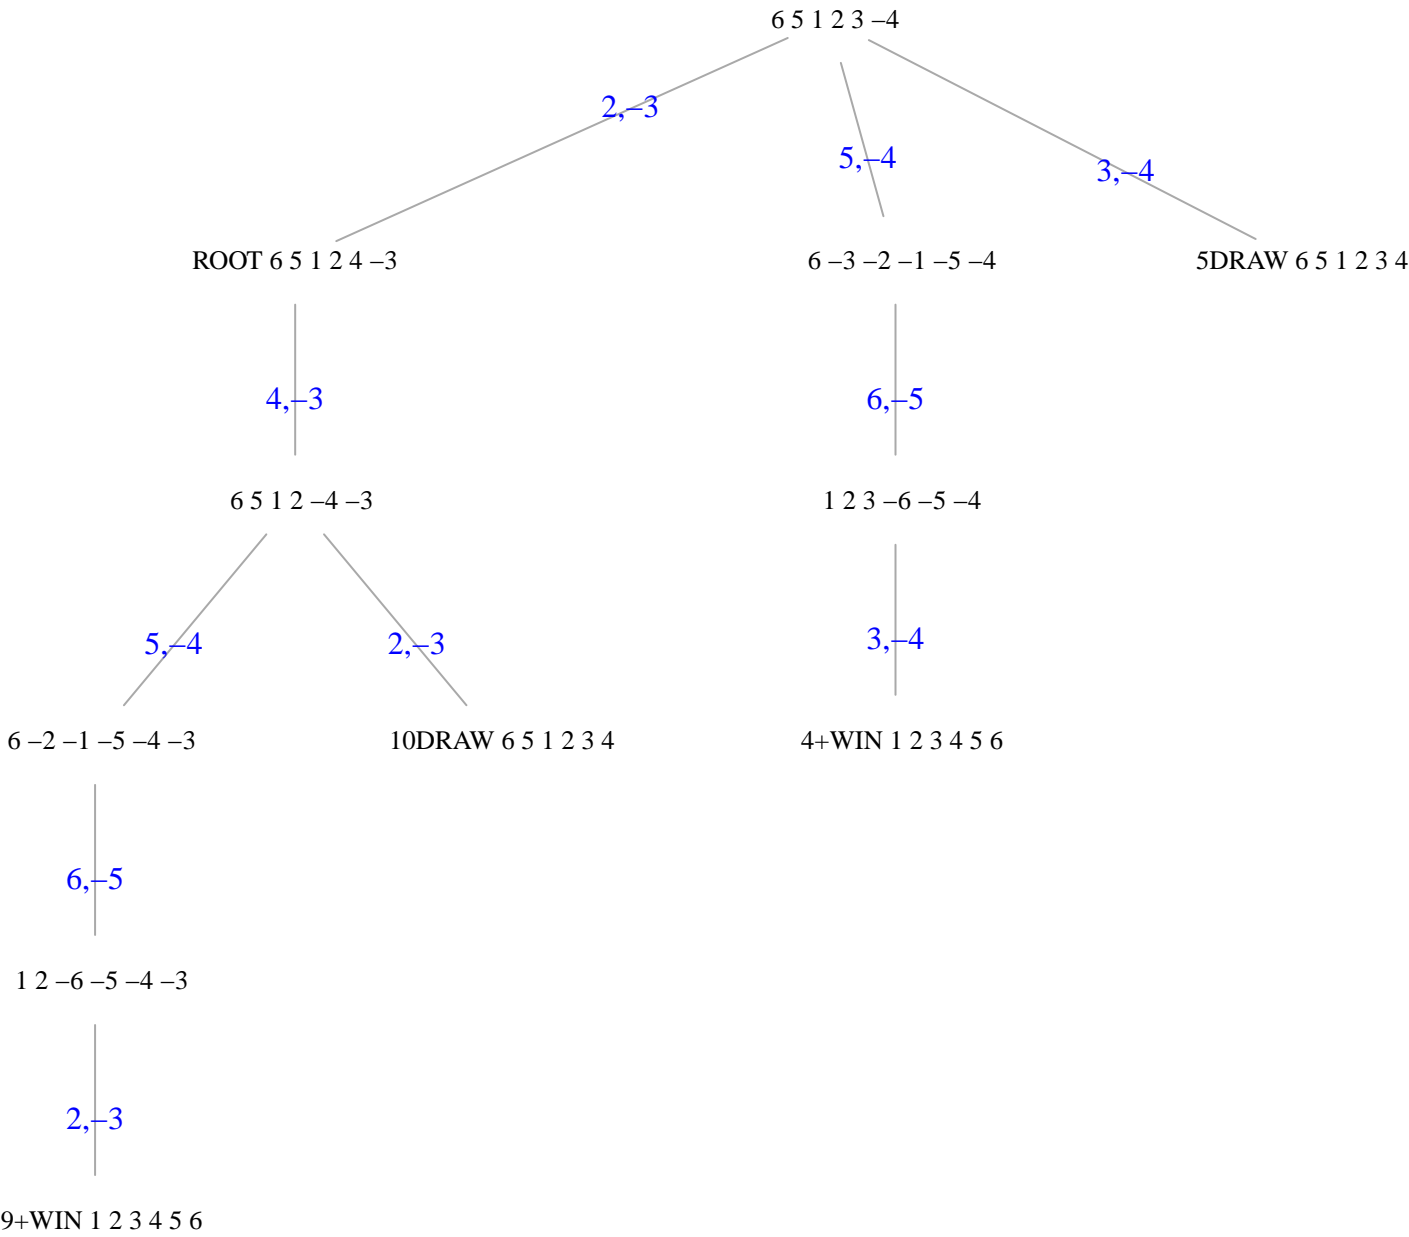 6 5 1 2 3 –4
2,–3
5,–4
3,–4
ROOT 6 5 1 2 4 –3
6 –3 –2 –1 –5 –4
5DRAW 6 5 1 2 3 4
4,–3
6,–5
6 5 1 2 –4 –3
1 2 3 –6 –5 –4
5,–4
2,–3
3,–4
6 –2 –1 –5 –4 –3
10DRAW 6 5 1 2 3 4
4+WIN 1 2 3 4 5 6
6,–5
1 2 –6 –5 –4 –3
2,–3
9+WIN 1 2 3 4 5 6